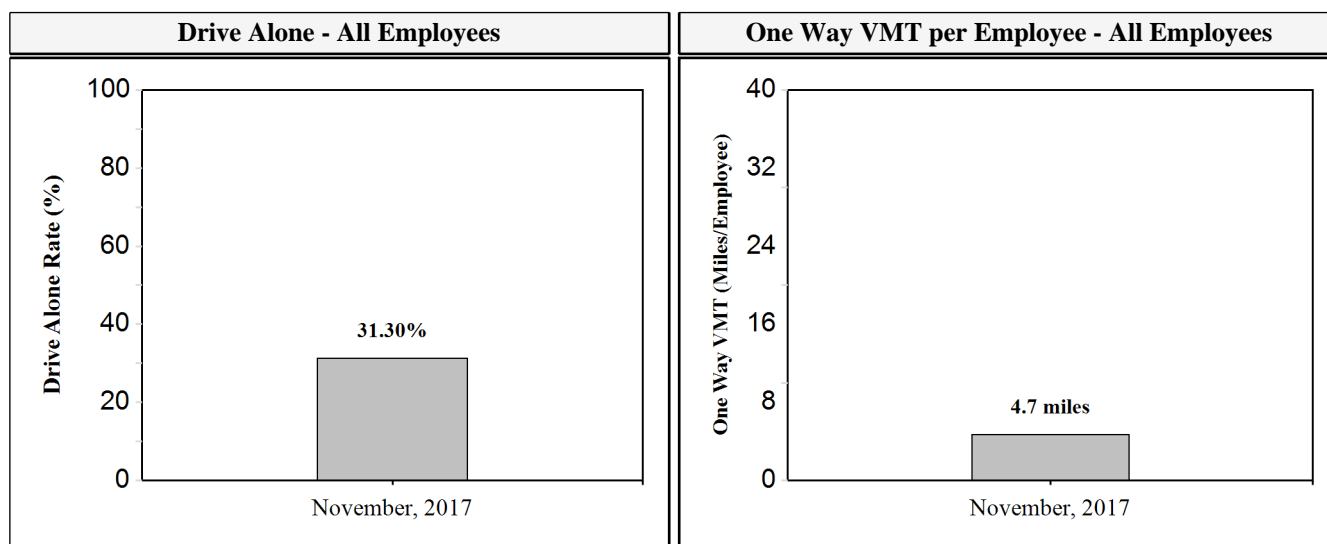 Drive Alone - All Employees
One Way VMT per Employee - All Employees
Drive Alone Rate (%)
100
80
60
40
20
0
31.30%
November, 2017
One Way VMT (Miles/Employee)
40
32
24
16
8
0
4.7 miles
November, 2017